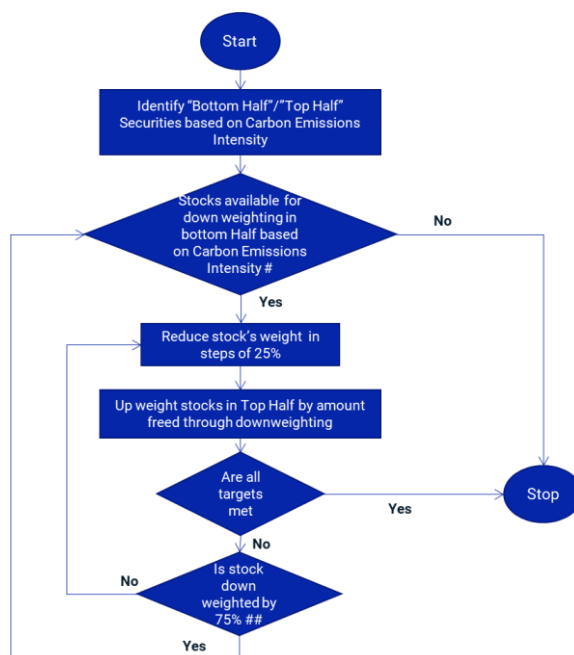 Start
Identify “Bottom Half”/”Top Half”
Securities based on Carbon Emissions
Intensity
Stocks available for
down weighting in
bottom Half based
on Carbon Emissions
Intensity #
No
Yes
Reduce stock’s weight in
steps of 25%
Up weight stocks in Top Half by amount
freed through downweighting
Are all
targets
met
Yes
Stop
No
Is stock
down
weighted by
75% ##
No
Yes